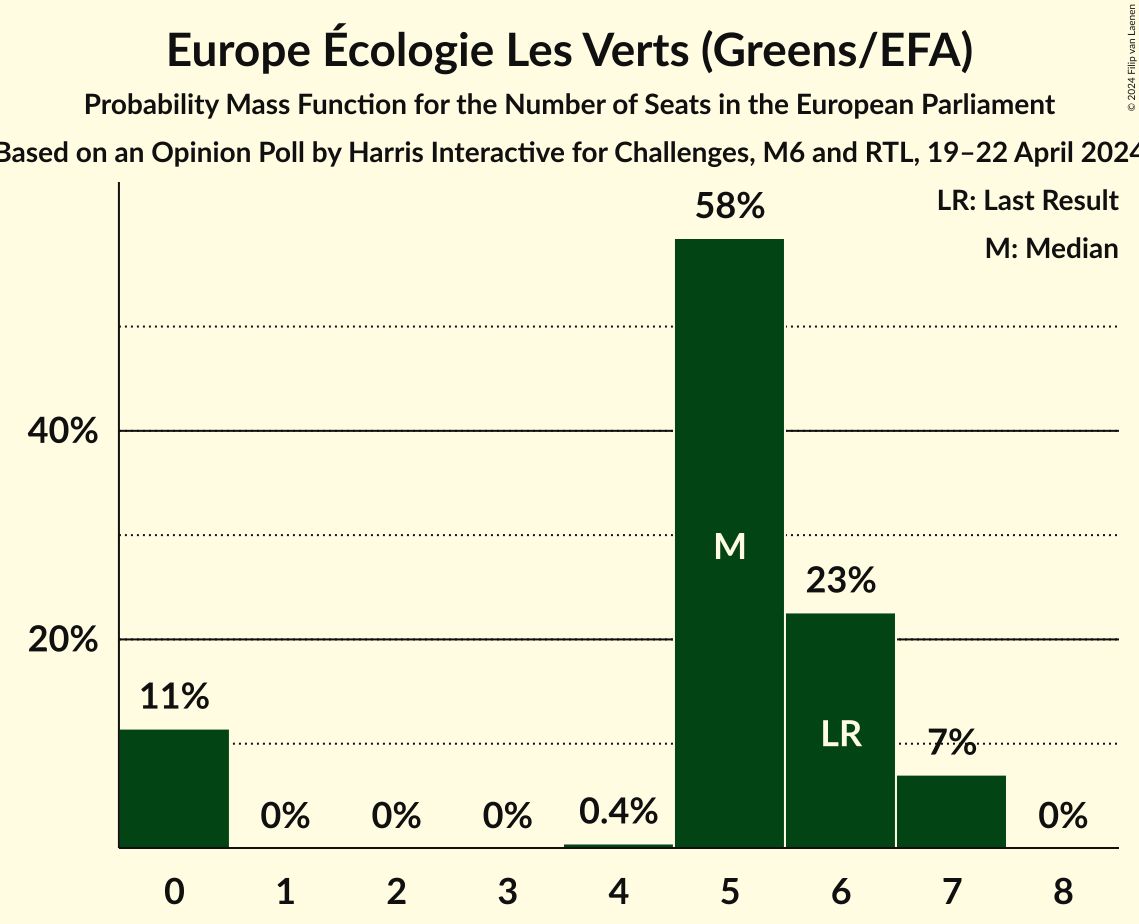 Europe Écologie Les Verts (Greens/EFA)
Probability Mass Function for the Number of Seats in the European Parliament
Based on an Opinion Poll by Harris Interactive for Challenges, M6 and RTL, 19–22 April 2024
© 2024 Filip van Laenen
LR: Last Result
M: Median
58%
40%
M
23%
20%
11%
LR
7%
0%
0%
0%
0.4%
0%
0 1 2 3 4 5 6 7 8